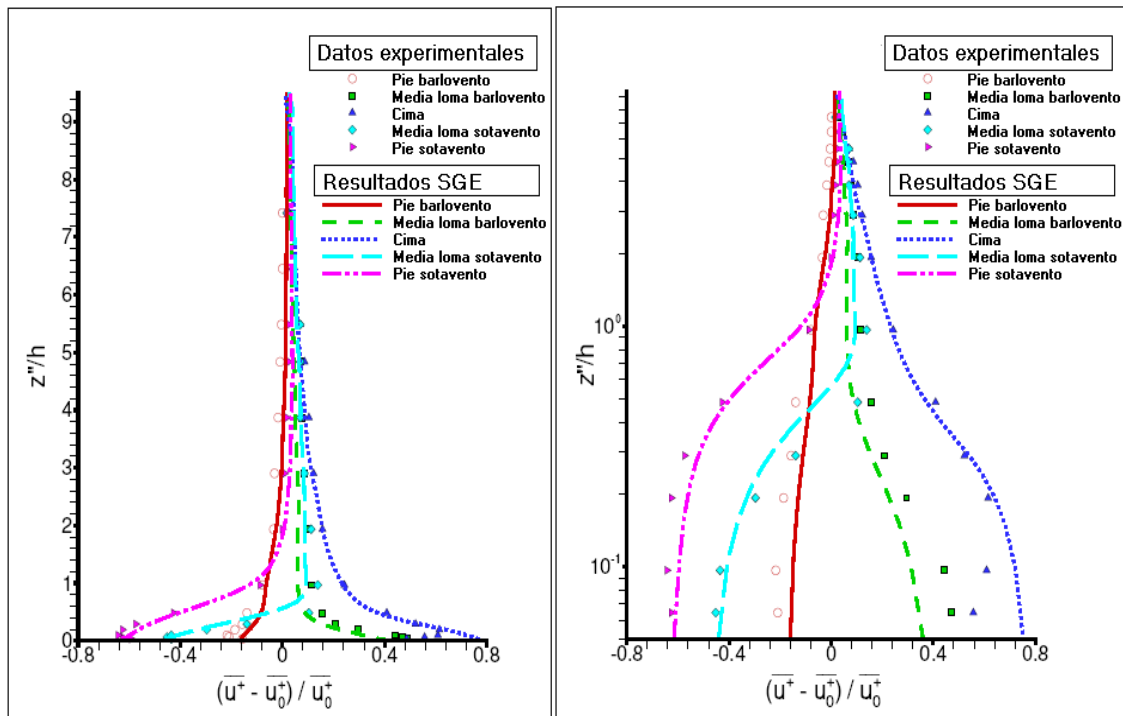 Datos experimentales
Pie barlovento
Media loma barlovento
Cima
Media loma sotavento
Pie sotavento
Resultados SGE
Pie barlovento
Media loma barlovento
Cima
Media loma sotavento
Pie sotavento
z''/h
9
8
7
6
5
4
3
2
1
0
-0.8 -0.4 0 0.4 0.8
(u⁺ - u₀⁺) / u₀⁺
Datos experimentales
Pie barlovento
Media loma barlovento
Cima
Media loma sotavento
Pie sotavento
Resultados SGE
Pie barlovento
Media loma barlovento
Cima
Media loma sotavento
Pie sotavento
z''/h
10⁰
10⁻¹
-0.8 -0.4 0 0.4 0.8
(u⁺ - u₀⁺) / u₀⁺